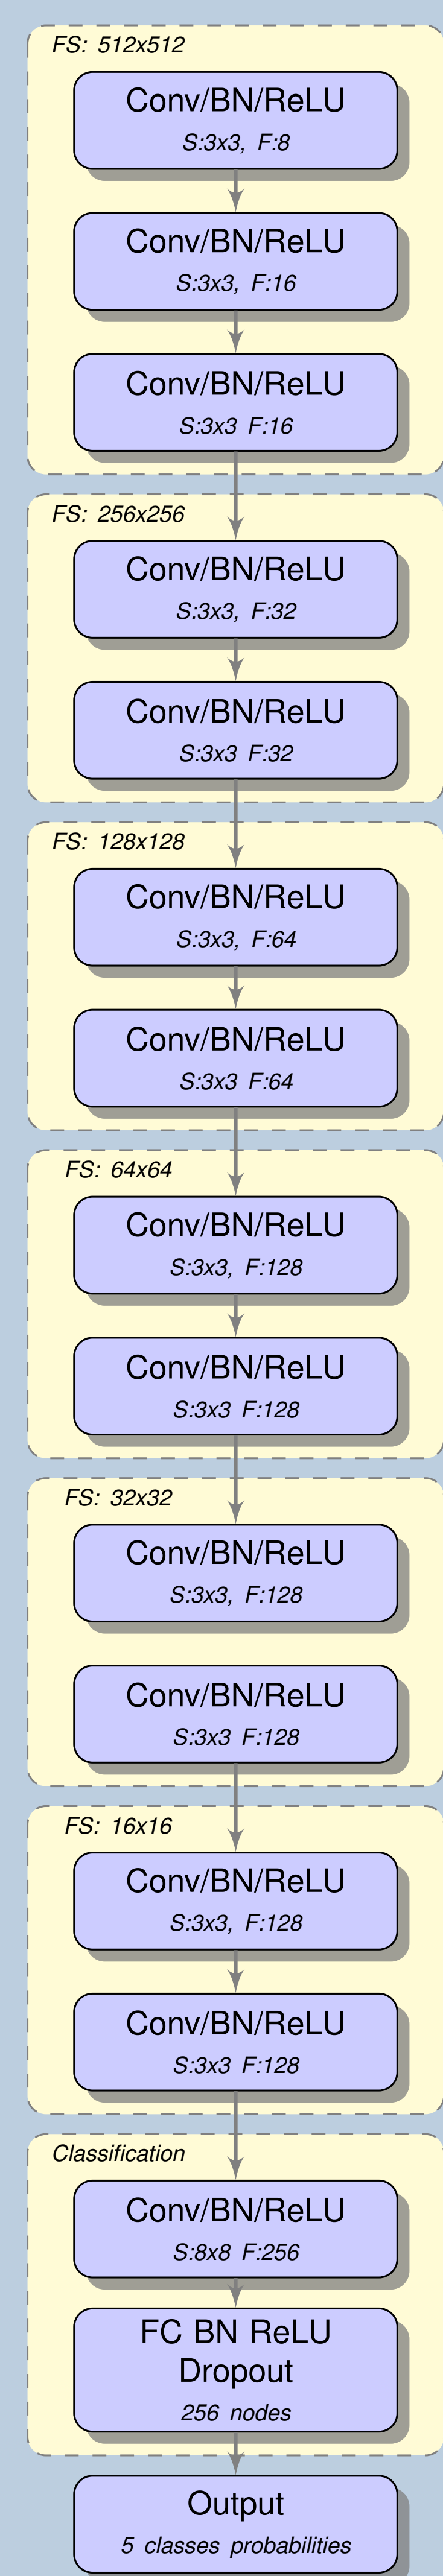 FS: 512x512
Conv/BN/ReLU
S:3x3, F:8
Conv/BN/ReLU
S:3x3, F:16
Conv/BN/ReLU
S:3x3 F:16
FS: 256x256
Conv/BN/ReLU
S:3x3, F:32
Conv/BN/ReLU
S:3x3 F:32
FS: 128x128
Conv/BN/ReLU
S:3x3, F:64
Conv/BN/ReLU
S:3x3 F:64
FS: 64x64
Conv/BN/ReLU
S:3x3, F:128
Conv/BN/ReLU
S:3x3 F:128
FS: 32x32
Conv/BN/ReLU
S:3x3, F:128
Conv/BN/ReLU
S:3x3 F:128
FS: 16x16
Conv/BN/ReLU
S:3x3, F:128
Conv/BN/ReLU
S:3x3 F:128
Classification
Conv/BN/ReLU
S:8x8 F:256
FC BN ReLU
Dropout
256 nodes
Output
5 classes probabilities